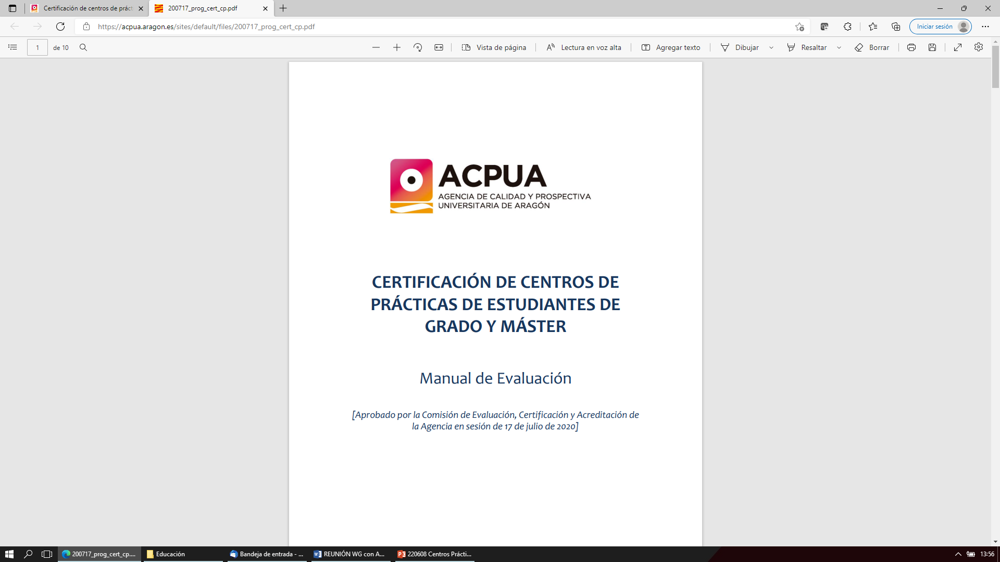 Certificación de centros de práct
200717_prog_cert_cp.pdf
https://acpua.aragon.es/sites/default/files/200717_prog_cert_cp.pdf
Iniciar sesión
1 de 10
Vista de página
Lectura en voz alta
Agregar texto
Dibujar
Resaltar
Borrar
ACPUA
AGENCIA DE CALIDAD Y PROSPECTIVA
UNIVERSITARIA DE ARAGÓN
CERTIFICACIÓN DE CENTROS DE
PRÁCTICAS DE ESTUDIANTES DE
GRADO Y MÁSTER
Manual de Evaluación
[Aprobado por la Comisión de Evaluación, Certificación y Acreditación de
la Agencia en sesión de 17 de julio de 2020]
200717_prog_cert_cp....
Educación
Bandeja de entrada - ...
REUNIÓN WG con A...
220608 Centros Prácti...
13:56